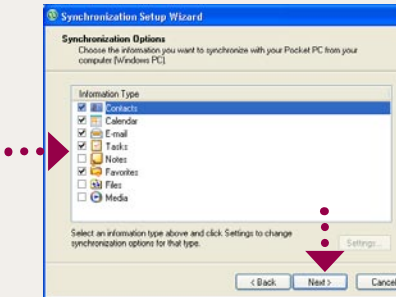 Synchronization Setup Wizard
Synchronization Options
Choose the information you want to synchronize with your Pocket PC from your
computer (Windows PC)
Information Type
Contacts
Calendar
E-mail
Tasks
Notes
Favorites
Files
Media
Select an information type above and click Settings to change
synchronization options for that type.
Settings...
< Back
Next >
Cancel